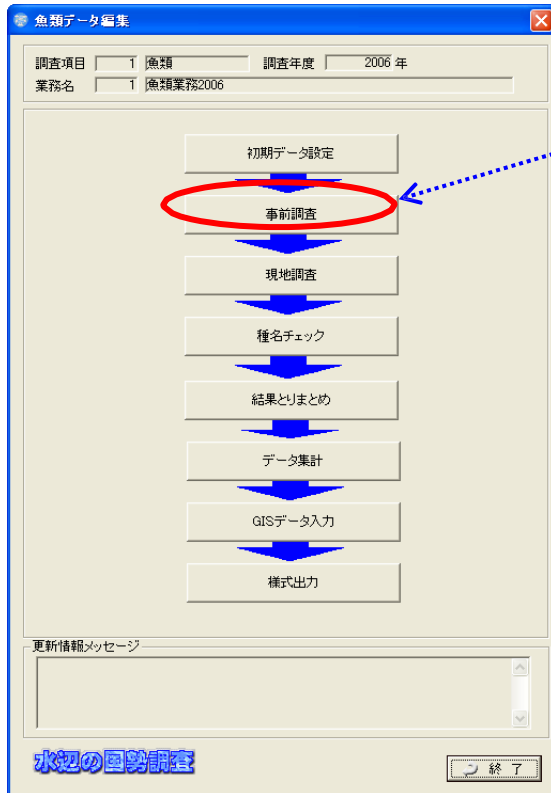 魚類データ編集
調査項目 1 魚類 調査年度 2006 年
業務名 1 魚類業務2006
初期データ設定
事前調査
現地調査
種名チェック
結果とりまとめ
データ集計
GISデータ入力
様式出力
更新情報メッセージ
水辺の国勢調査
終 了